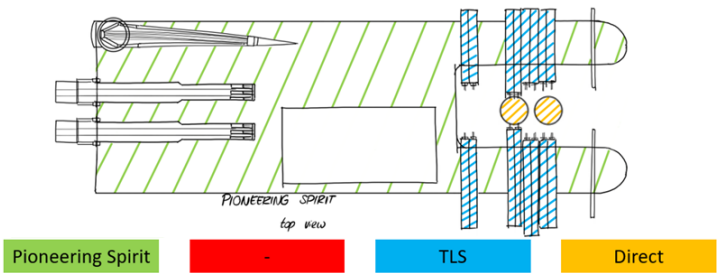 PIONEERING SPIRIT
top view
Pioneering Spirit
-
TLS
Direct